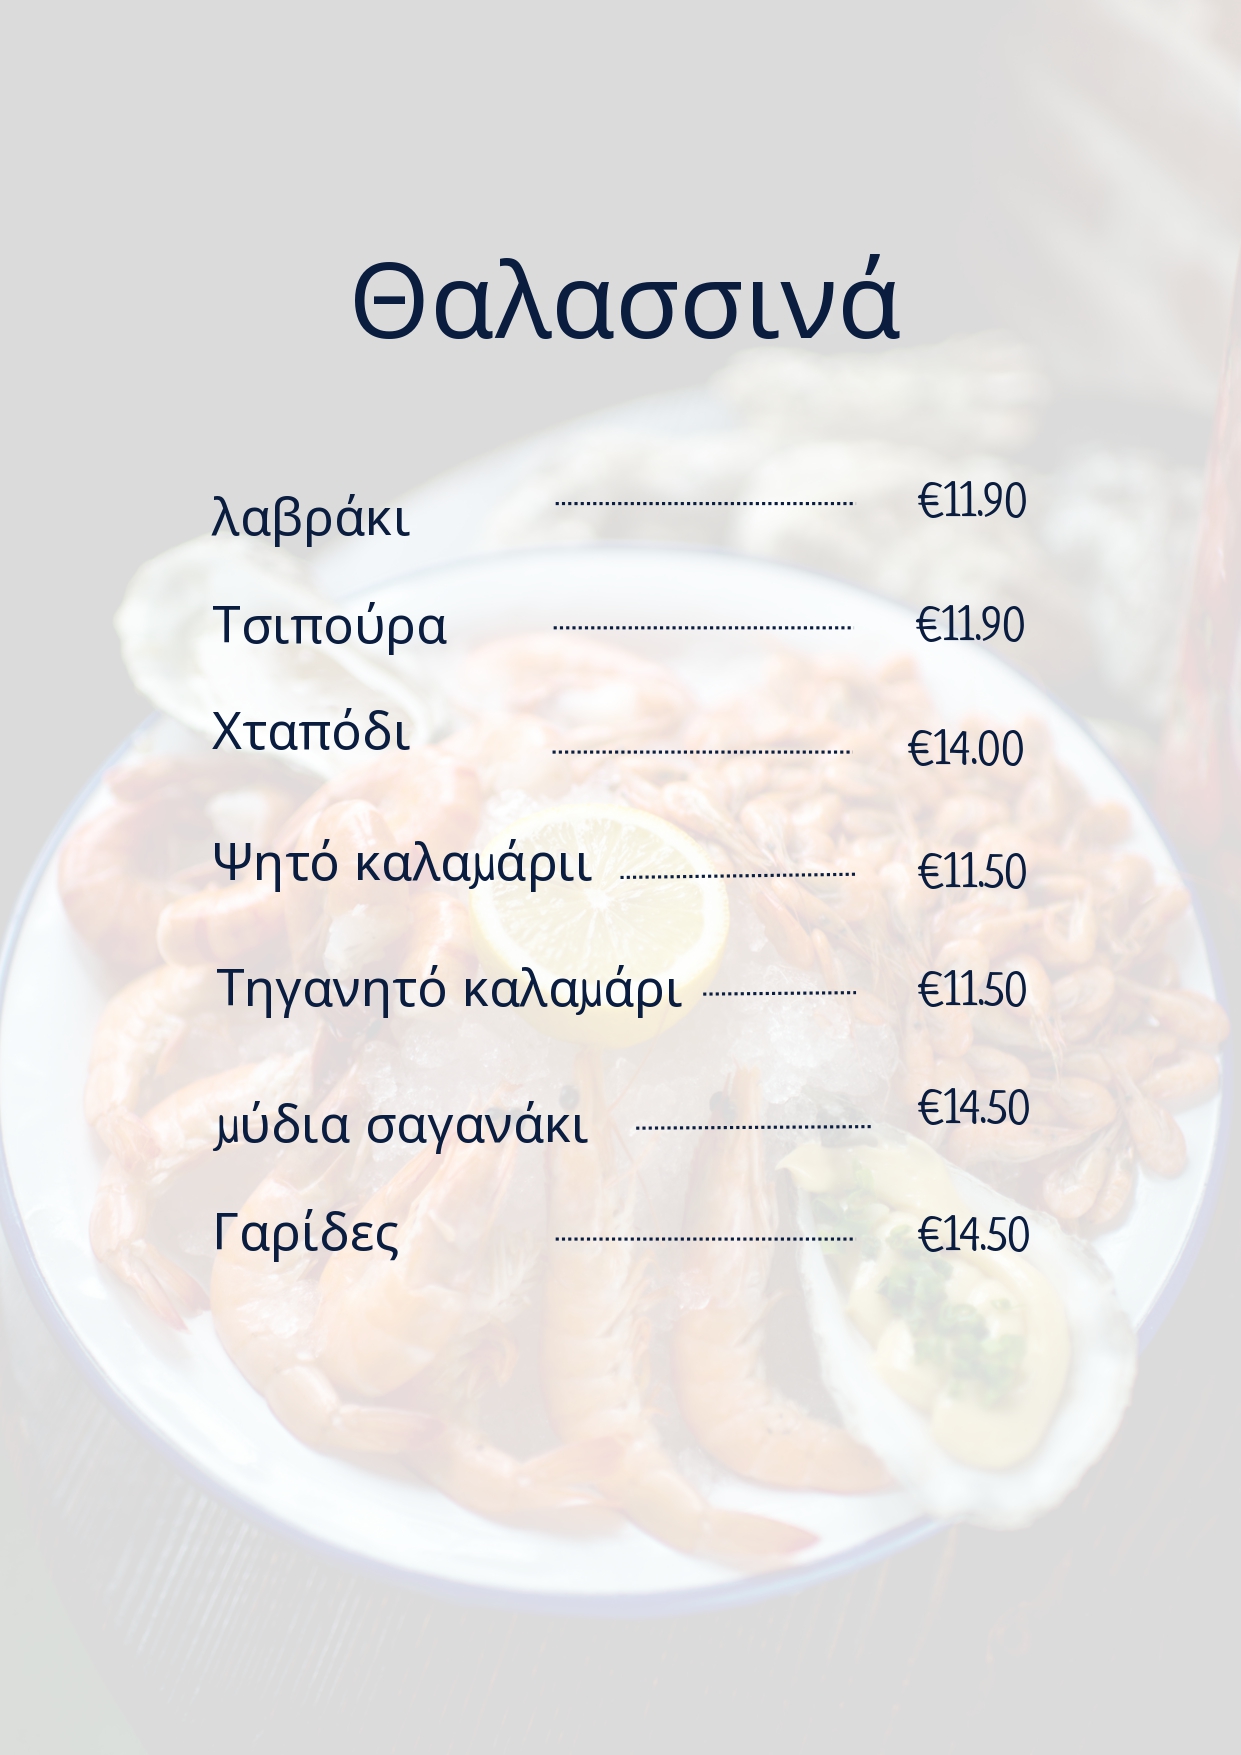 Θαλασσινά
λαβράκι €11.90
Τσιπούρα €11.90
Χταπόδι €14.00
Ψητό καλαμάριι €11.50
Τηγανητό καλαμάρι €11.50
μύδια σαγανάκι €14.50
Γαρίδες €14.50